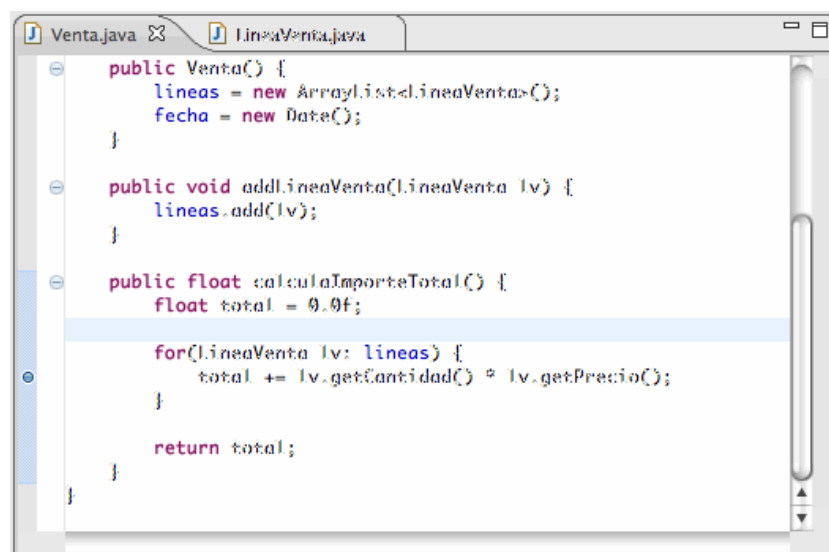 Venta.java LineaVenta.java
public Venta() {
lineas = new ArrayList<LineaVenta>();
fecha = new Date();
}
public void addLineaVenta(LineaVenta lv) {
lineas.add(lv);
}
public float calculaImporteTotal() {
float total = 0.0f;
for(LineaVenta lv: lineas) {
total += lv.getCantidad() * lv.getPrecio();
}
return total;
}
}